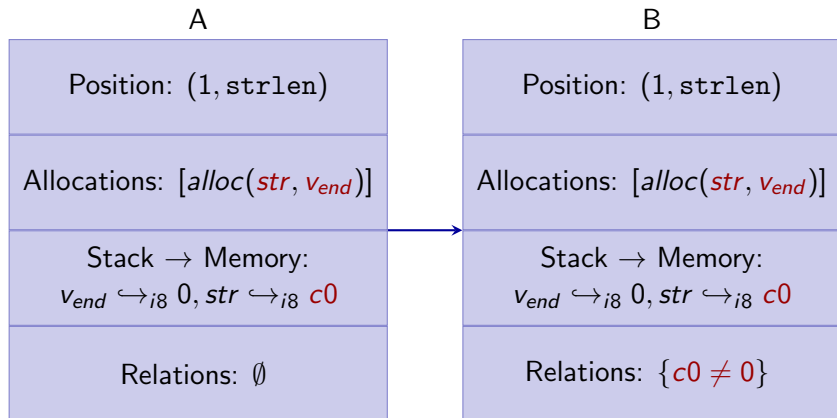 A
Position: (1, strlen)
Allocations: [alloc(str, v_end)]
Stack → Memory:
v_end ↪_i8 0, str ↪_i8 c0
Relations: ∅
B
Position: (1, strlen)
Allocations: [alloc(str, v_end)]
Stack → Memory:
v_end ↪_i8 0, str ↪_i8 c0
Relations: {c0 ≠ 0}